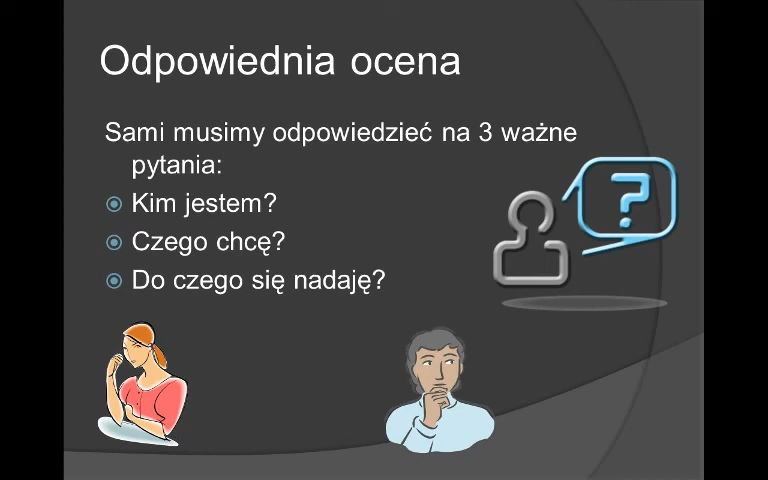 Odpowiednia ocena
Sami musimy odpowiedzieć na 3 ważne
pytania:
Kim jestem?
Czego chcę?
Do czego się nadaję?
?